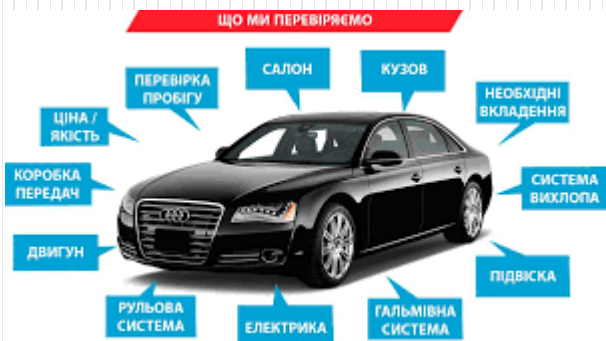 ЩО МИ ПЕРЕВІРЯЄМО
САЛОН
КУЗОВ
ПЕРЕВІРКА
ПРОБІГУ
НЕОБХІДНІ
ВКЛАДЕННЯ
ЦІНА /
ЯКІСТЬ
КОРОБКА
ПЕРЕДАЧ
СИСТЕМА
ВИХЛОПА
ДВИГУН
ПІДВІСКА
РУЛЬОВА
СИСТЕМА
ЕЛЕКТРИКА
ГАЛЬМІВНА
СИСТЕМА